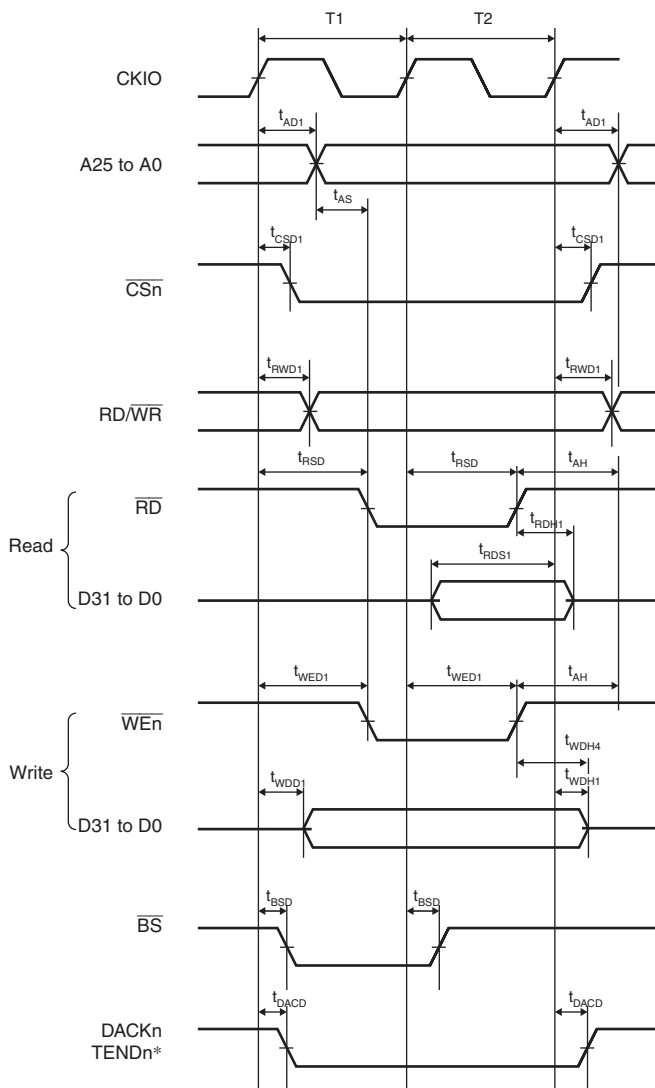 T1 T2
CKIO
tAD1 tAD1
A25 to A0
tAS
tCSD1 tCSD1
CSn
tRWD1 tRWD1
RD/WR
tRSD tRSD tAH
RD
tRDH1
Read
tRDS1
D31 to D0
tWED1 tWED1 tAH
WEn
tWDH4
Write
tWDD1 tWDH1
D31 to D0
tBSD tBSD
BS
tDACD tDACD
DACKn
TENDn*